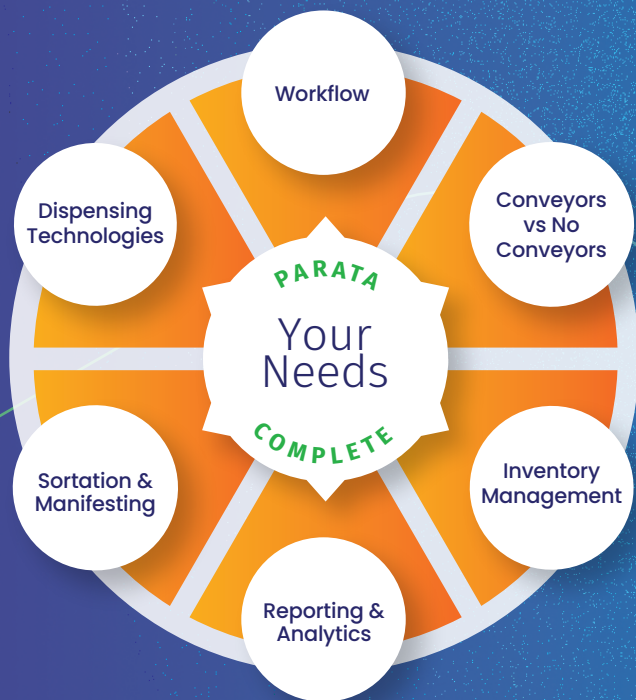 Workflow
Conveyors
vs No
Conveyors
Inventory
Management
Reporting &
Analytics
Sortation &
Manifesting
Dispensing
Technologies
PARATA
Your
Needs
COMPLETE